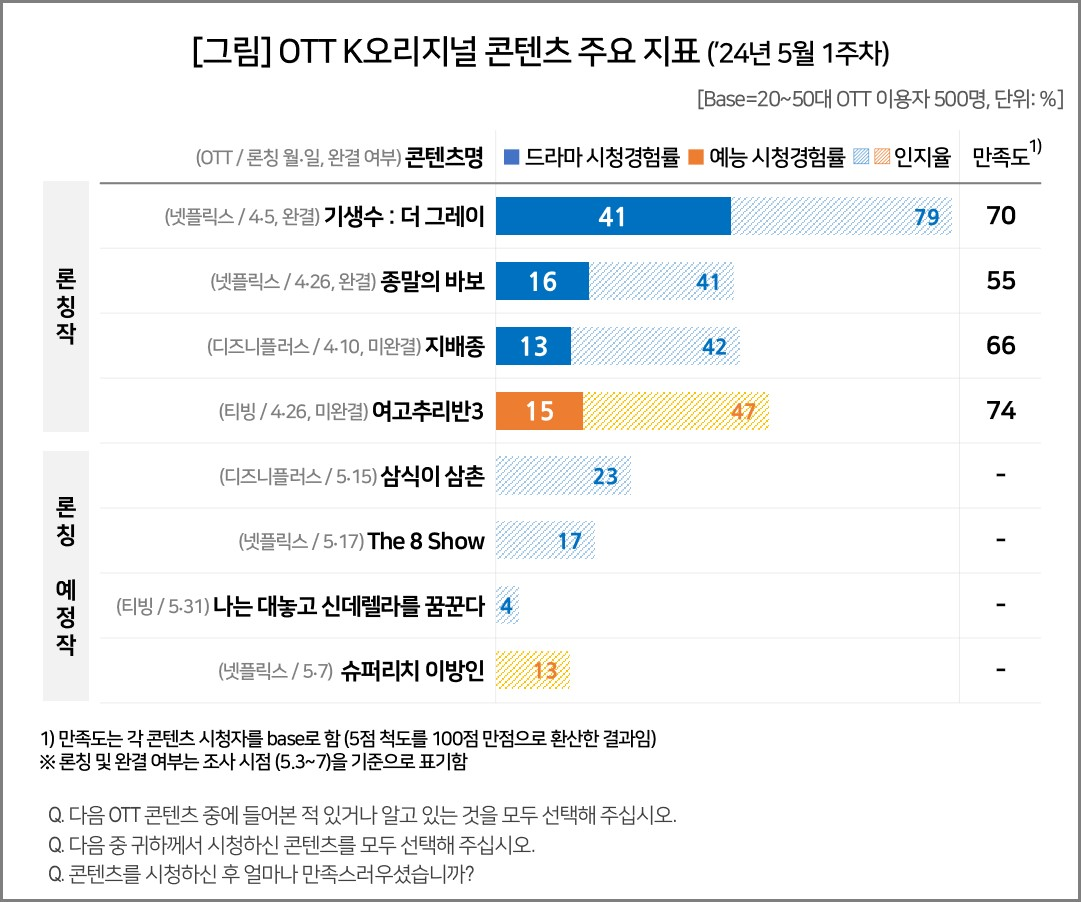 [그림] OTT K오리지널 콘텐츠 주요 지표 (’24년 5월 1주차)
[Base=20~50대 OTT 이용자 500명, 단위: %]
(OTT / 론칭 월·일, 완결 여부) 콘텐츠명 드라마 시청경험률 예능 시청경험률 인지율 만족도1)
론칭작
(넷플릭스 / 4·5, 완결) 기생수 : 더 그레이 41 79 70
(넷플릭스 / 4·26, 완결) 종말의 바보 16 41 55
(디즈니플러스 / 4·10, 미완결) 지배종 13 42 66
(티빙 / 4·26, 미완결) 여고추리반3 15 47 74
론칭 예정작
(디즈니플러스 / 5·15) 삼식이 삼촌 23 -
(넷플릭스 / 5·17) The 8 Show 17 -
(티빙 / 5·31) 나는 대놓고 신데렐라를 꿈꾼다 4 -
(넷플릭스 / 5·7) 슈퍼리치 이방인 13 -
1) 만족도는 각 콘텐츠 시청자를 base로 함 (5점 척도를 100점 만점으로 환산한 결과임)
※ 론칭 및 완결 여부는 조사 시점 (5.3~7)을 기준으로 표기함
Q. 다음 OTT 콘텐츠 중에 들어본 적 있거나 알고 있는 것을 모두 선택해 주십시오.
Q. 다음 중 귀하께서 시청하신 콘텐츠를 모두 선택해 주십시오.
Q. 콘텐츠를 시청하신 후 얼마나 만족스러우셨습니까?